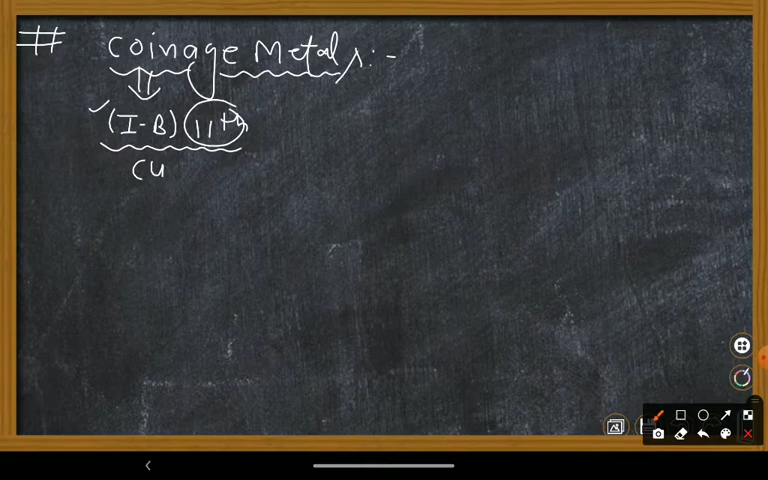 # Coinage Metals :-
(I-B) 11th
Cu